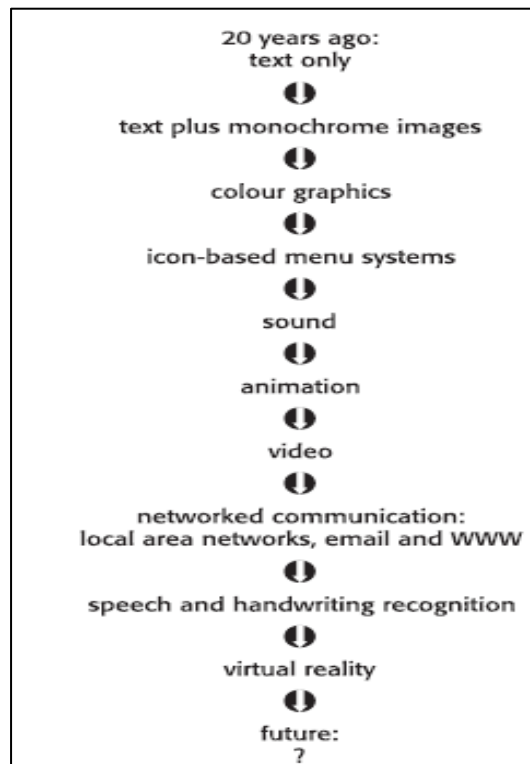 20 years ago:
text only
text plus monochrome images
colour graphics
icon-based menu systems
sound
animation
video
networked communication:
local area networks, email and WWW
speech and handwriting recognition
virtual reality
future:
?